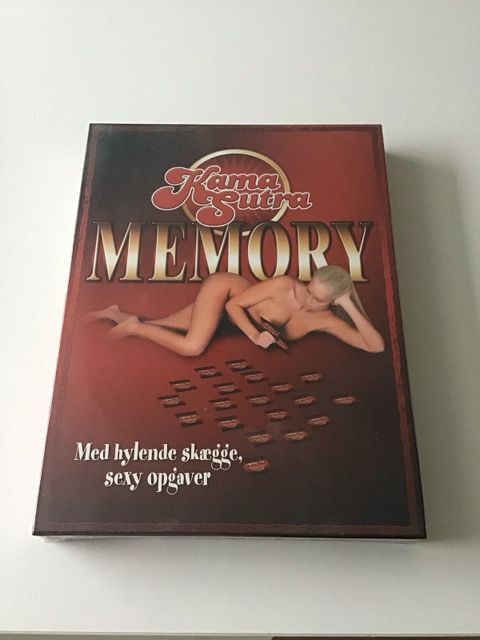 Kama
Sutra
MEMORY
Med hylende skægge,
sexy opgaver